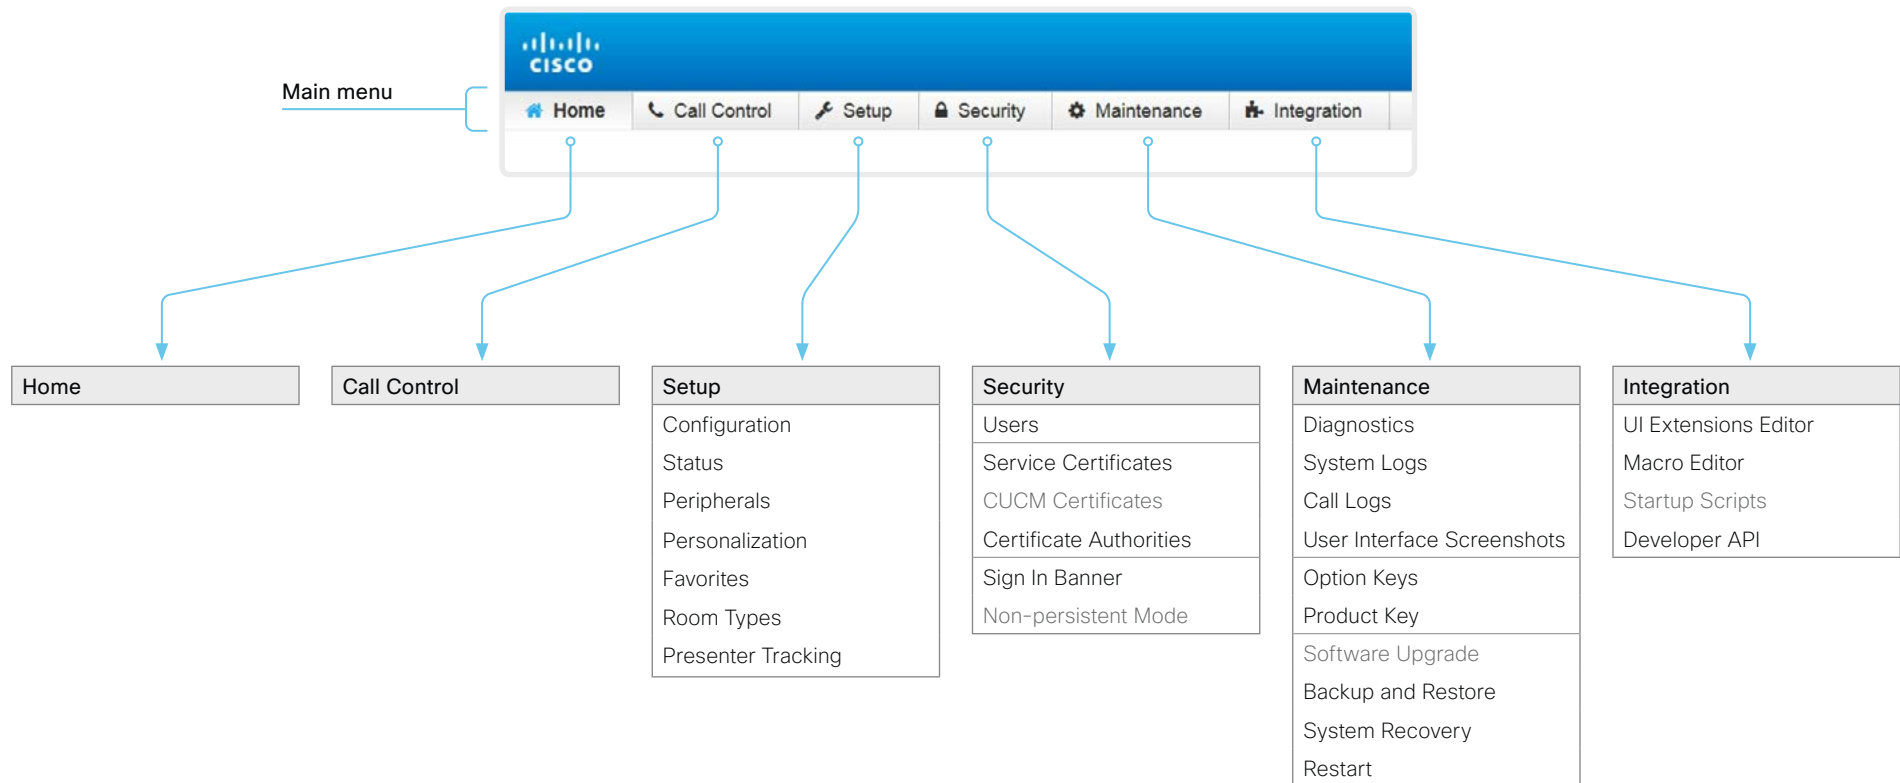 CISCO
Main menu
Home Call Control Setup Security Maintenance Integration
Home
Call Control
Setup
Configuration
Status
Peripherals
Personalization
Favorites
Room Types
Presenter Tracking
Security
Users
Service Certificates
CUCM Certificates
Certificate Authorities
Sign In Banner
Non-persistent Mode
Maintenance
Diagnostics
System Logs
Call Logs
User Interface Screenshots
Option Keys
Product Key
Software Upgrade
Backup and Restore
System Recovery
Restart
Integration
UI Extensions Editor
Macro Editor
Startup Scripts
Developer API